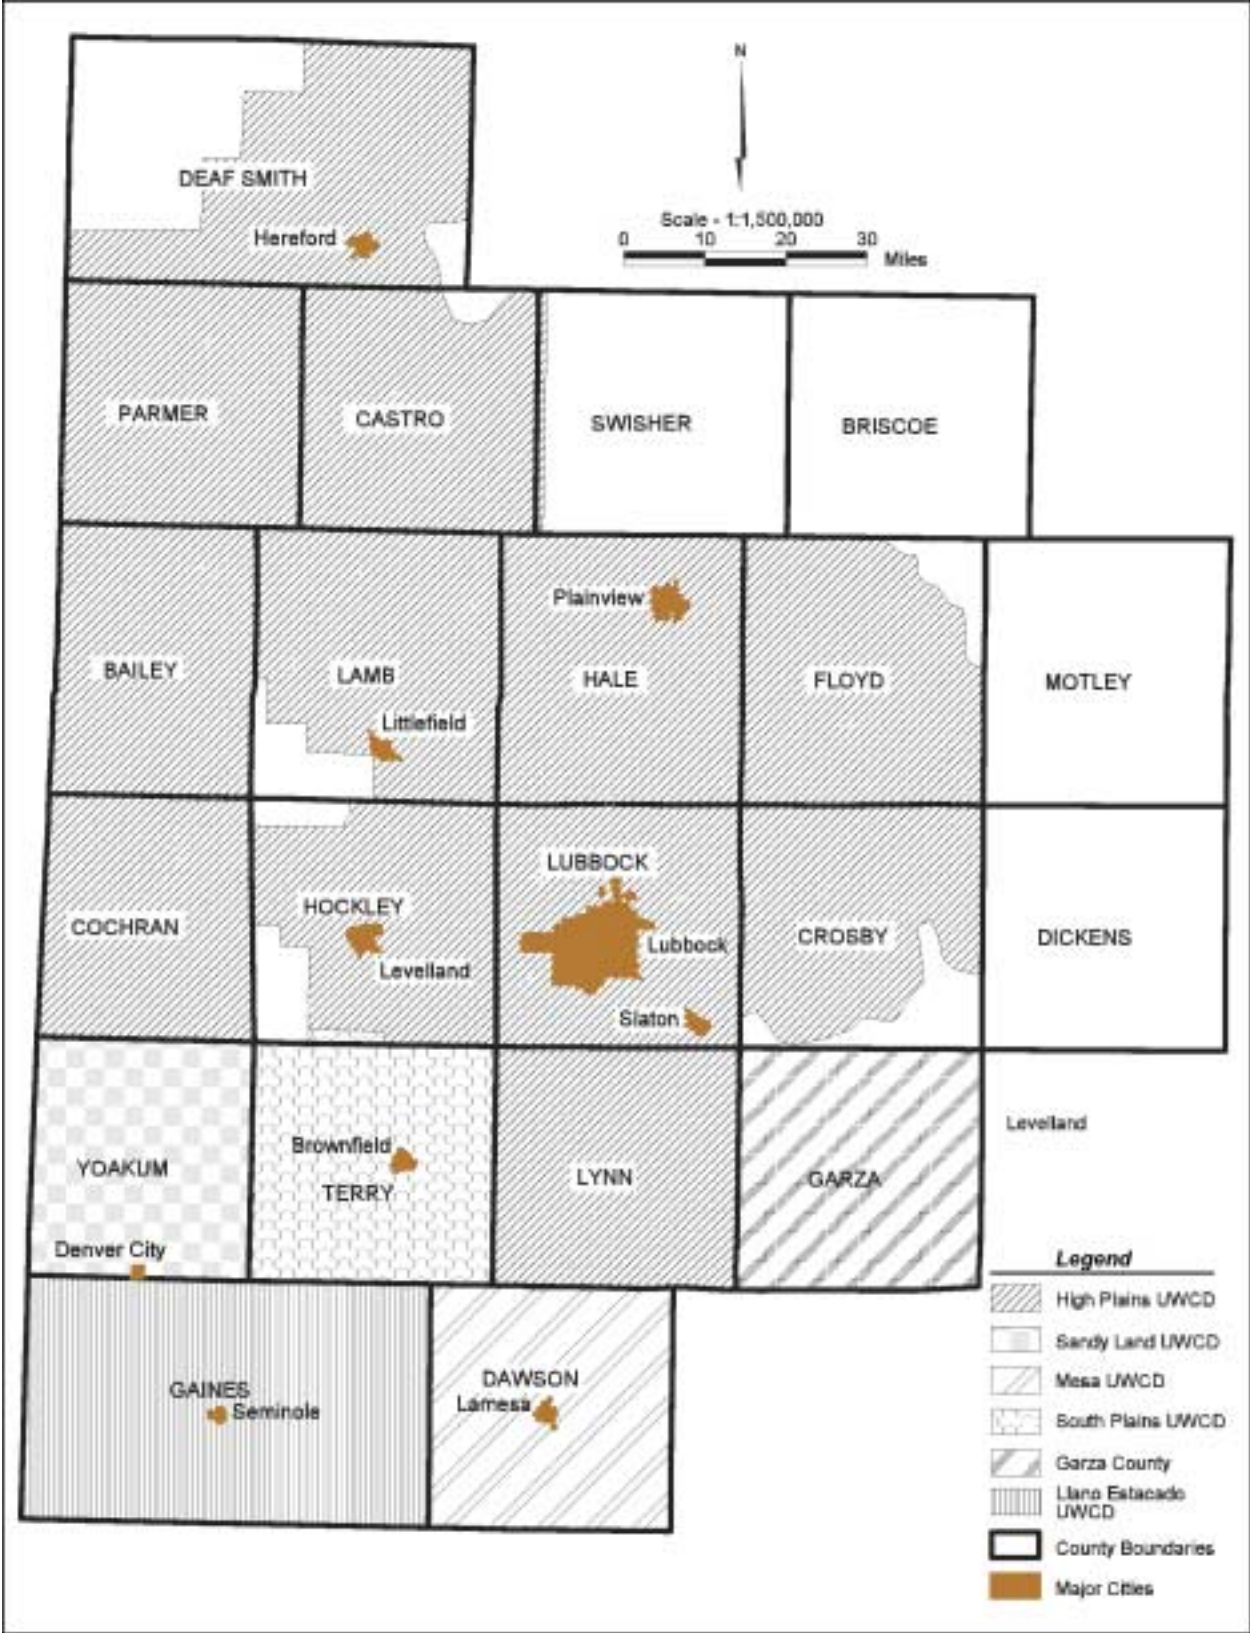 N
DEAF SMITH
Hereford
Scale - 1:1,500,000
0 10 20 30
Miles
PARMER
CASTRO
SWISHER
BRISCOE
Plainview
BAILEY
LAMB
HALE
FLOYD
MOTLEY
Littlefield
LUBBOCK
HOCKLEY
COCHRAN
Lubbock
CROSBY
DICKENS
Levelland
Slaton
Levelland
Brownfield
YOAKUM
TERRY
LYNN
GARZA
Denver City
GAINES
Seminole
DAWSON
Lamesa
Legend
High Plains UWCD
Sandy Land UWCD
Mesa UWCD
South Plains UWCD
Garza County
Llano Estacado
UWCD
County Boundaries
Major Cities